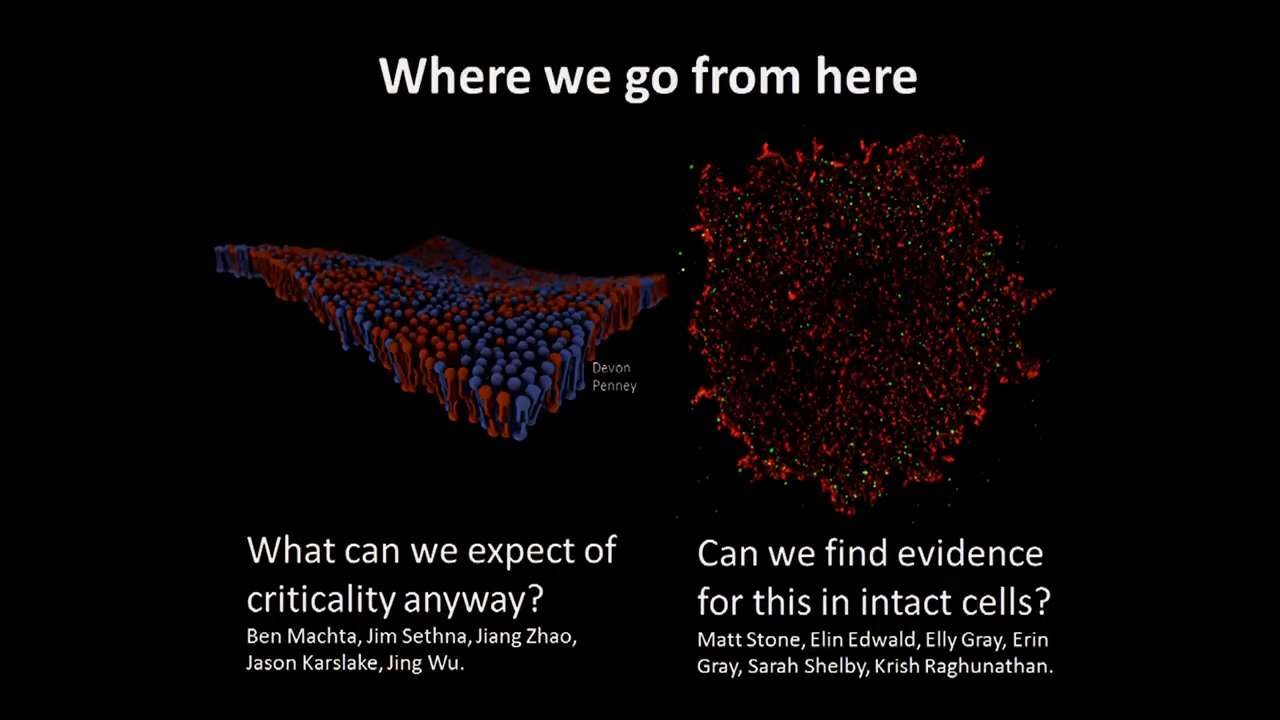 Where we go from here
Devon
Penney
What can we expect of
criticality anyway?
Ben Machta, Jim Sethna, Jiang Zhao,
Jason Karslake, Jing Wu.
Can we find evidence
for this in intact cells?
Matt Stone, Elin Edwald, Elly Gray, Erin
Gray, Sarah Shelby, Krish Raghunathan.